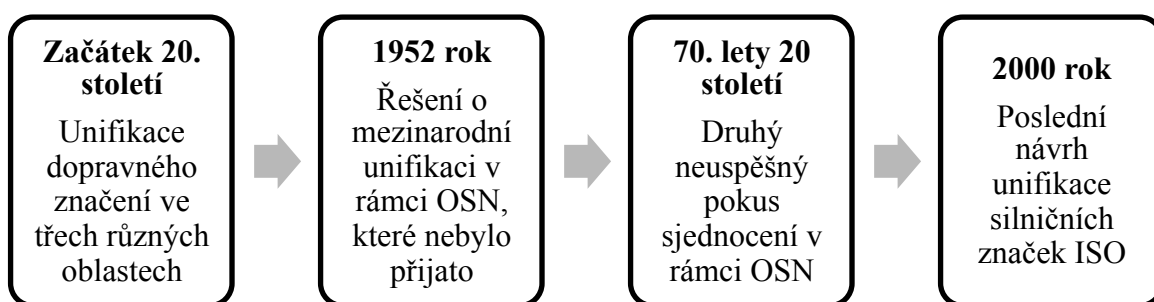 Začátek 20.
století
Unifikace
dopravného
značení ve
třech různých
oblastech
1952 rok
Řešení o
mezinarodní
unifikaci v
rámci OSN,
které nebylo
přijato
70. lety 20
století
Druhý
neuspěšný
pokus
sjednocení v
rámci OSN
2000 rok
Poslední
návrh
unifikace
silničních
značek ISO